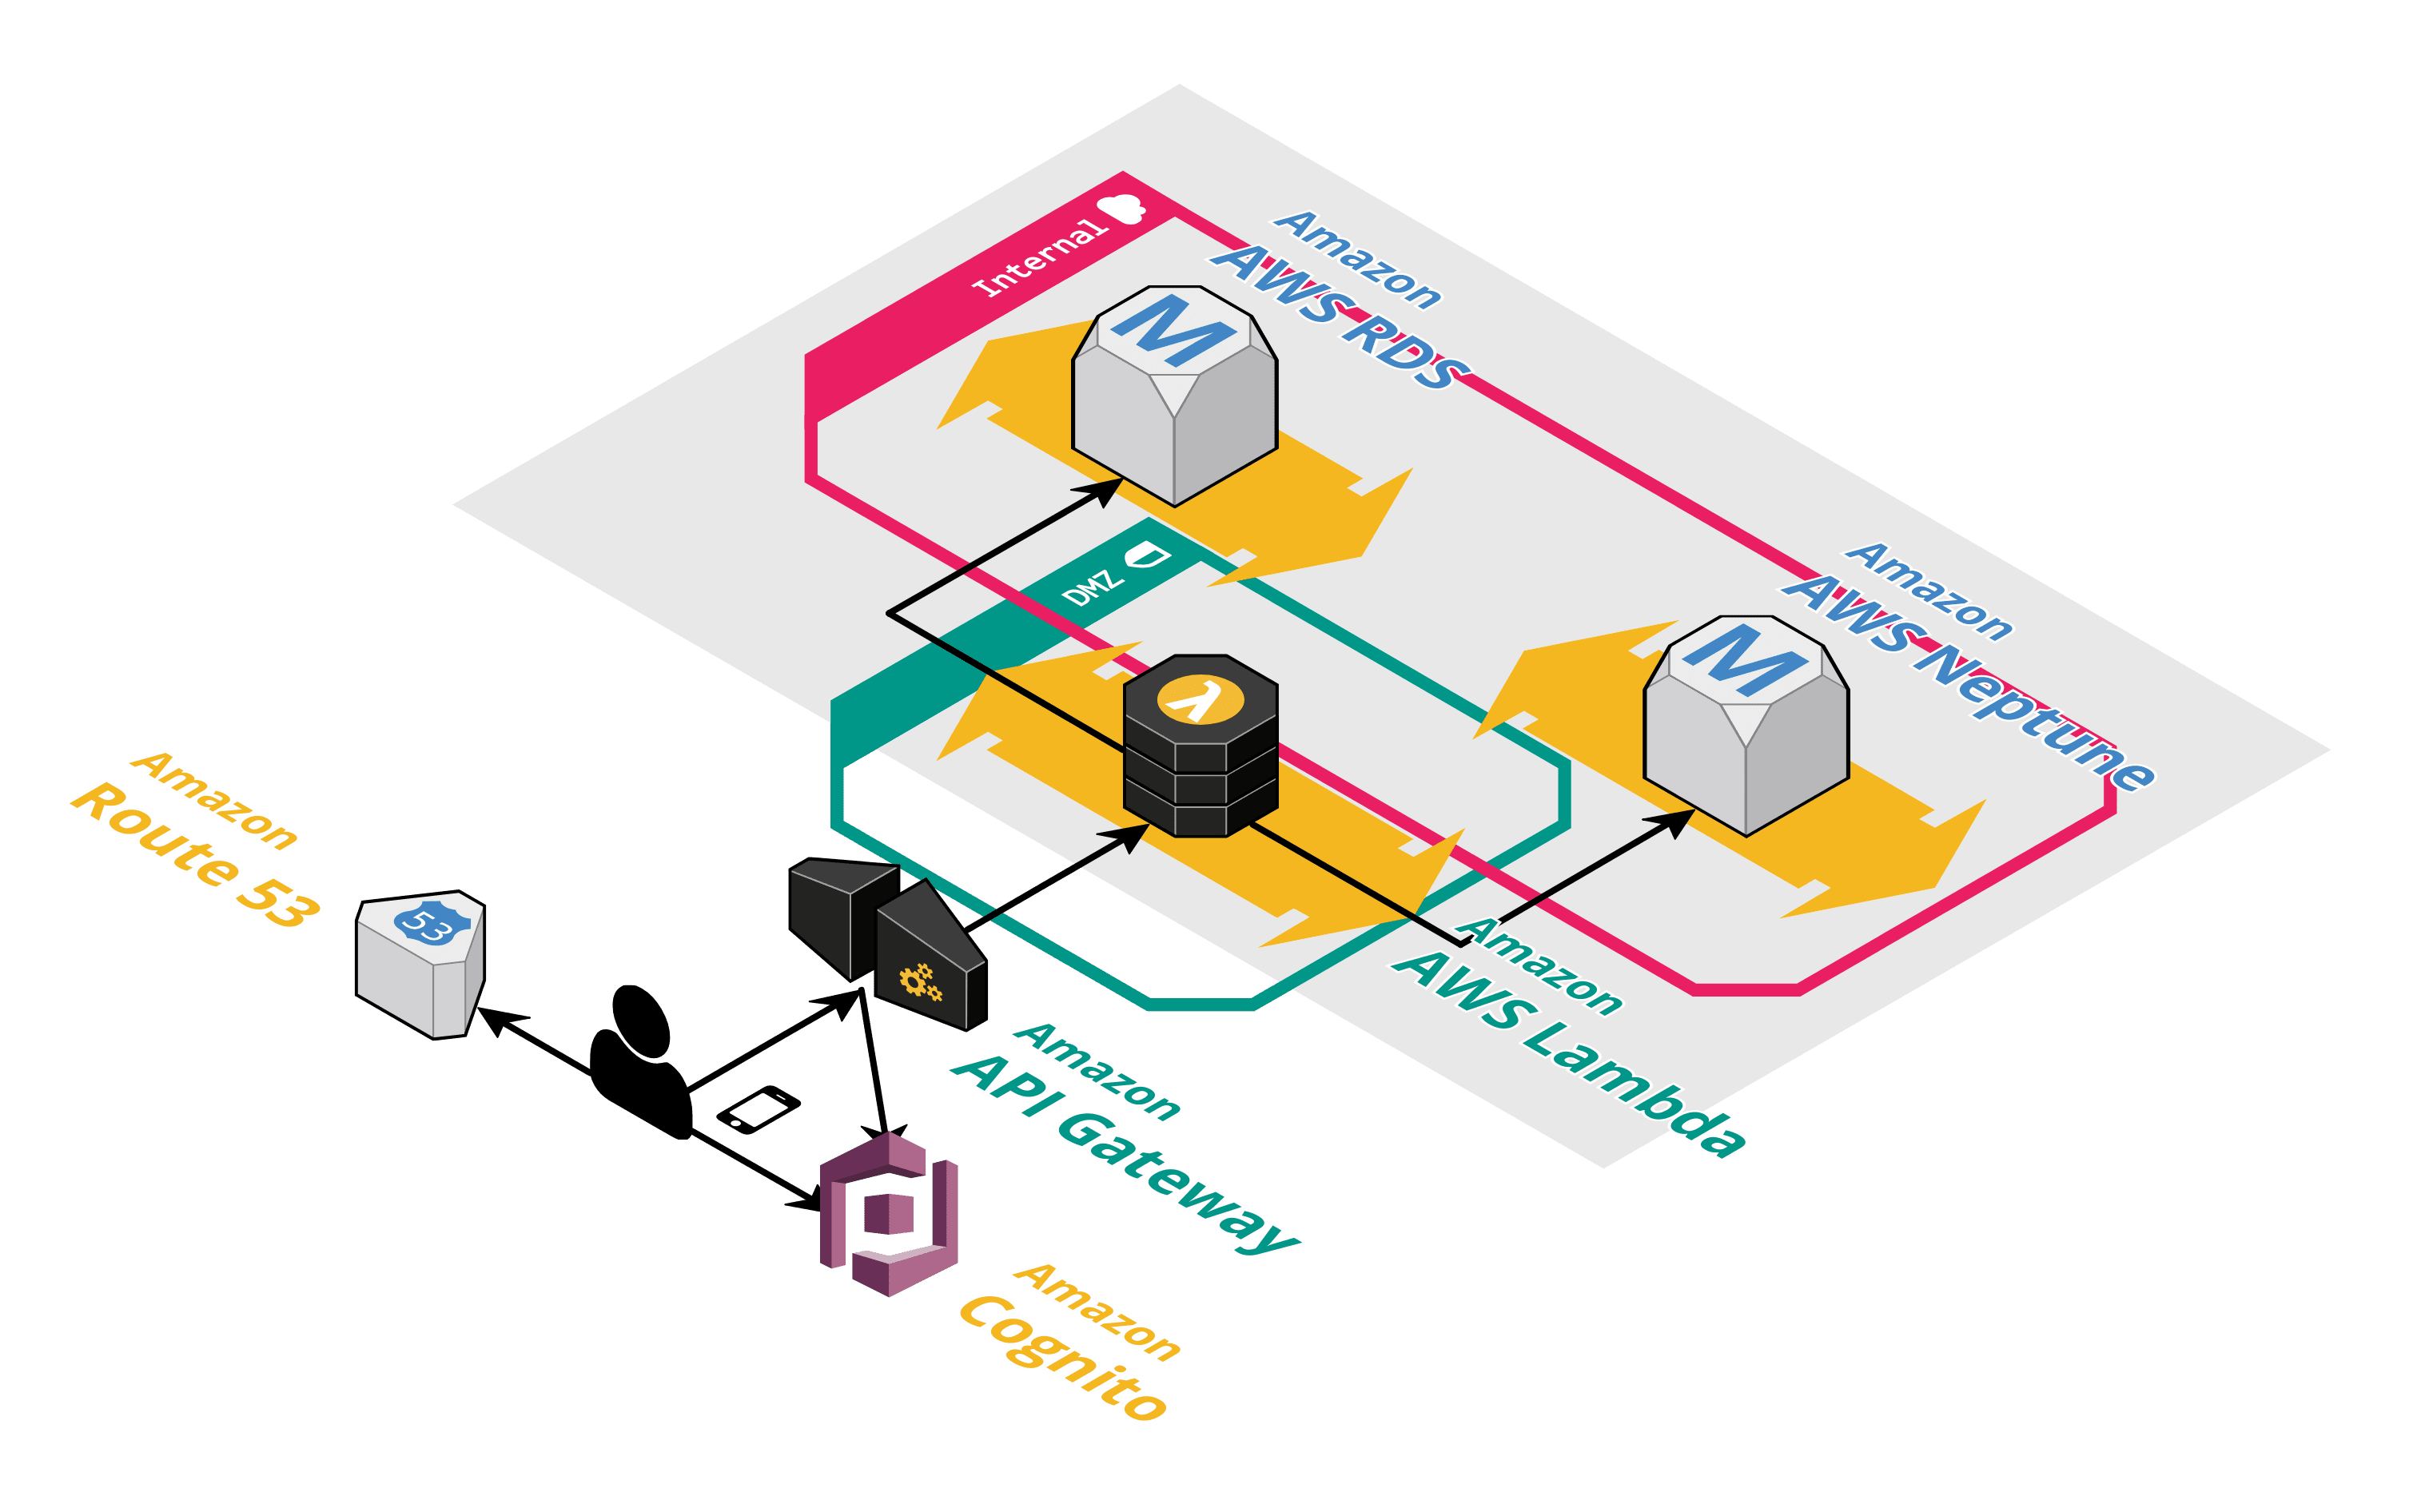 Internal
Amazon
AWS RDS
M
DMZ
Amazon
AWS Neptune
N
λ
Amazon
Route 53
53
Amazon
AWS Lambda
Amazon
API Gateway
Amazon
Cognito